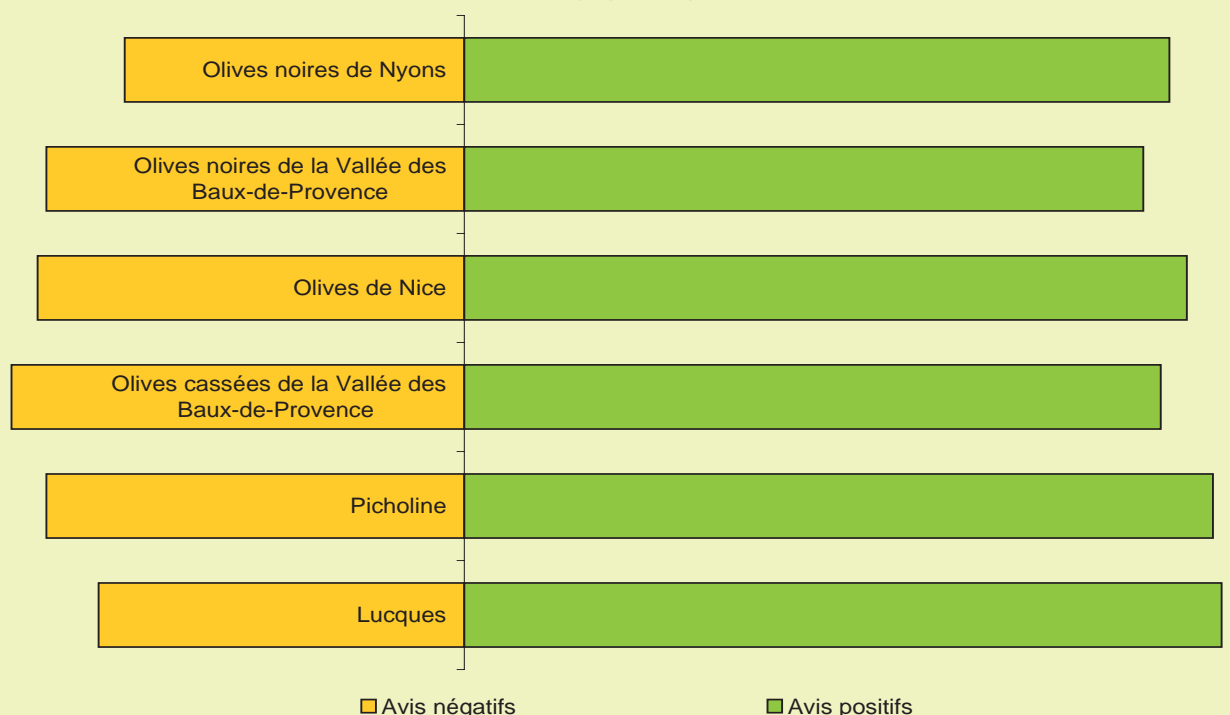 Olives noires de Nyons
Olives noires de la Vallée des
Baux-de-Provence
Olives de Nice
Olives cassées de la Vallée des
Baux-de-Provence
Picholine
Lucques
Avis négatifs
Avis positifs